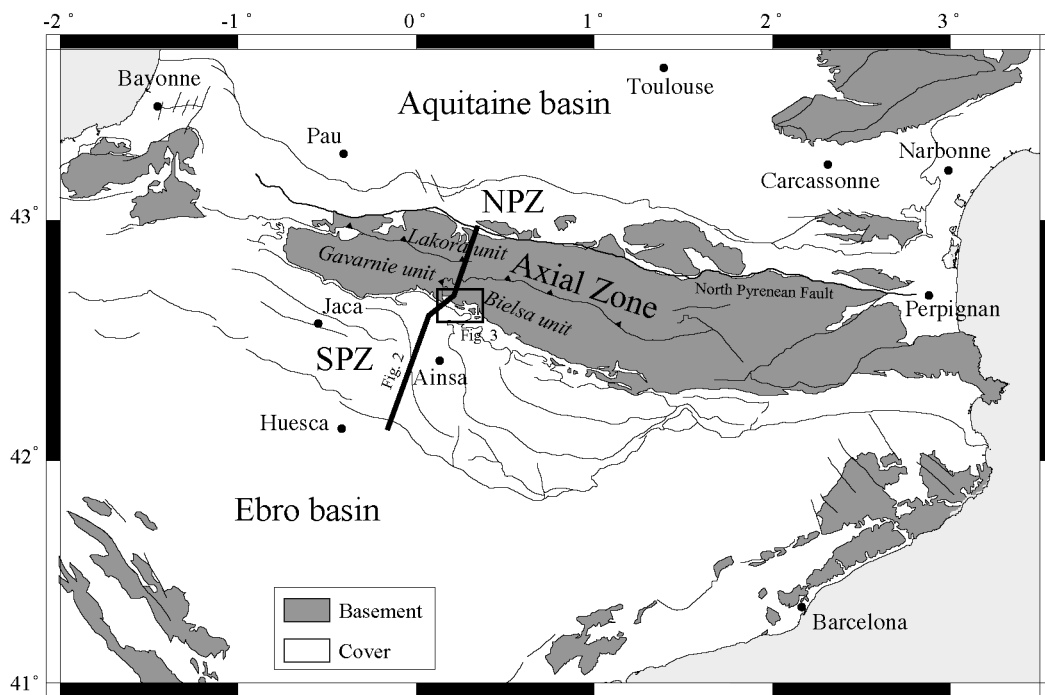 -2 ° -1 ° 0 ° 1 ° 2 ° 3 °
Bayonne
Toulouse
Aquitaine basin
Pau
Narbonne
Carcassonne
43°
NPZ
Lakora unit
Gavarnie unit
Axial Zone
North Pyrenean Fault
Bielsa unit
Perpignan
Jaca
Fig. 3
SPZ
Fig. 2
Ainsa
Huesca
42°
Ebro basin
Basement
Barcelona
Cover
41°